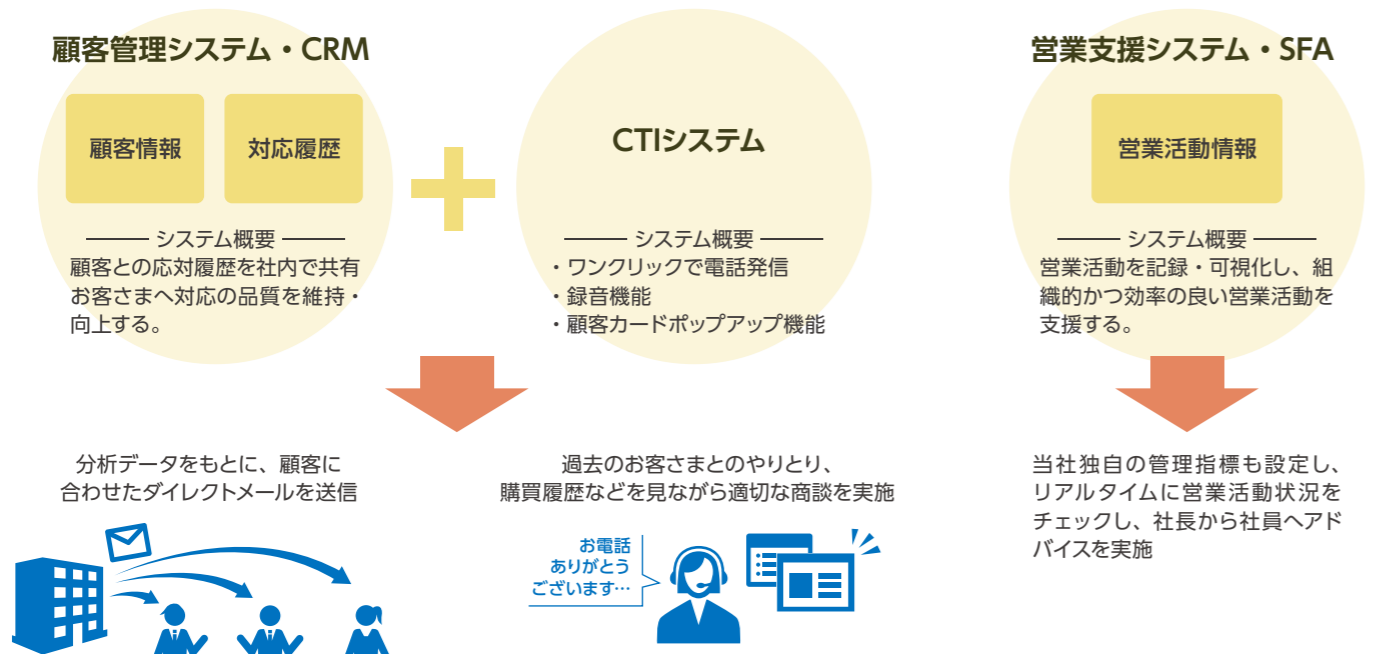 顧客管理システム・CRM
顧客情報
対応履歴
システム概要
顧客との応対履歴を社内で共有
お客さまへ対応の品質を維持・
向上する。
CTIシステム
システム概要
・ワンクリックで電話発信
・録音機能
・顧客カードポップアップ機能
営業支援システム・SFA
営業活動情報
システム概要
営業活動を記録・可視化し、組
織的かつ効率の良い営業活動を
支援する。
分析データをもとに、顧客に
合わせたダイレクトメールを送信
過去のお客さまとのやりとり、
購買履歴などを見ながら適切な商談を実施
お電話
ありがとう
ございます…
当社独自の管理指標も設定し、
リアルタイムに営業活動状況を
チェックし、社長から社員へアド
バイスを実施